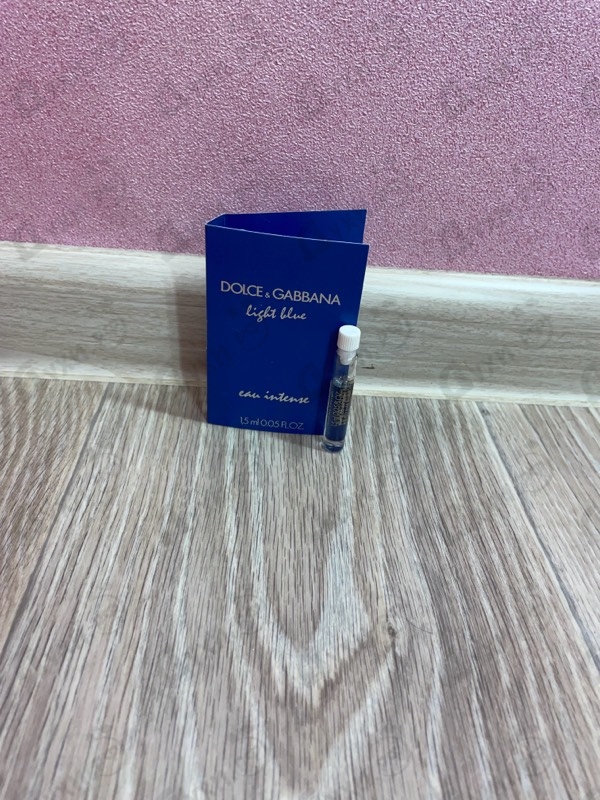 DOLCE & GABBANA
light blue
eau intense
1.5 ml 0.05 FL.OZ.